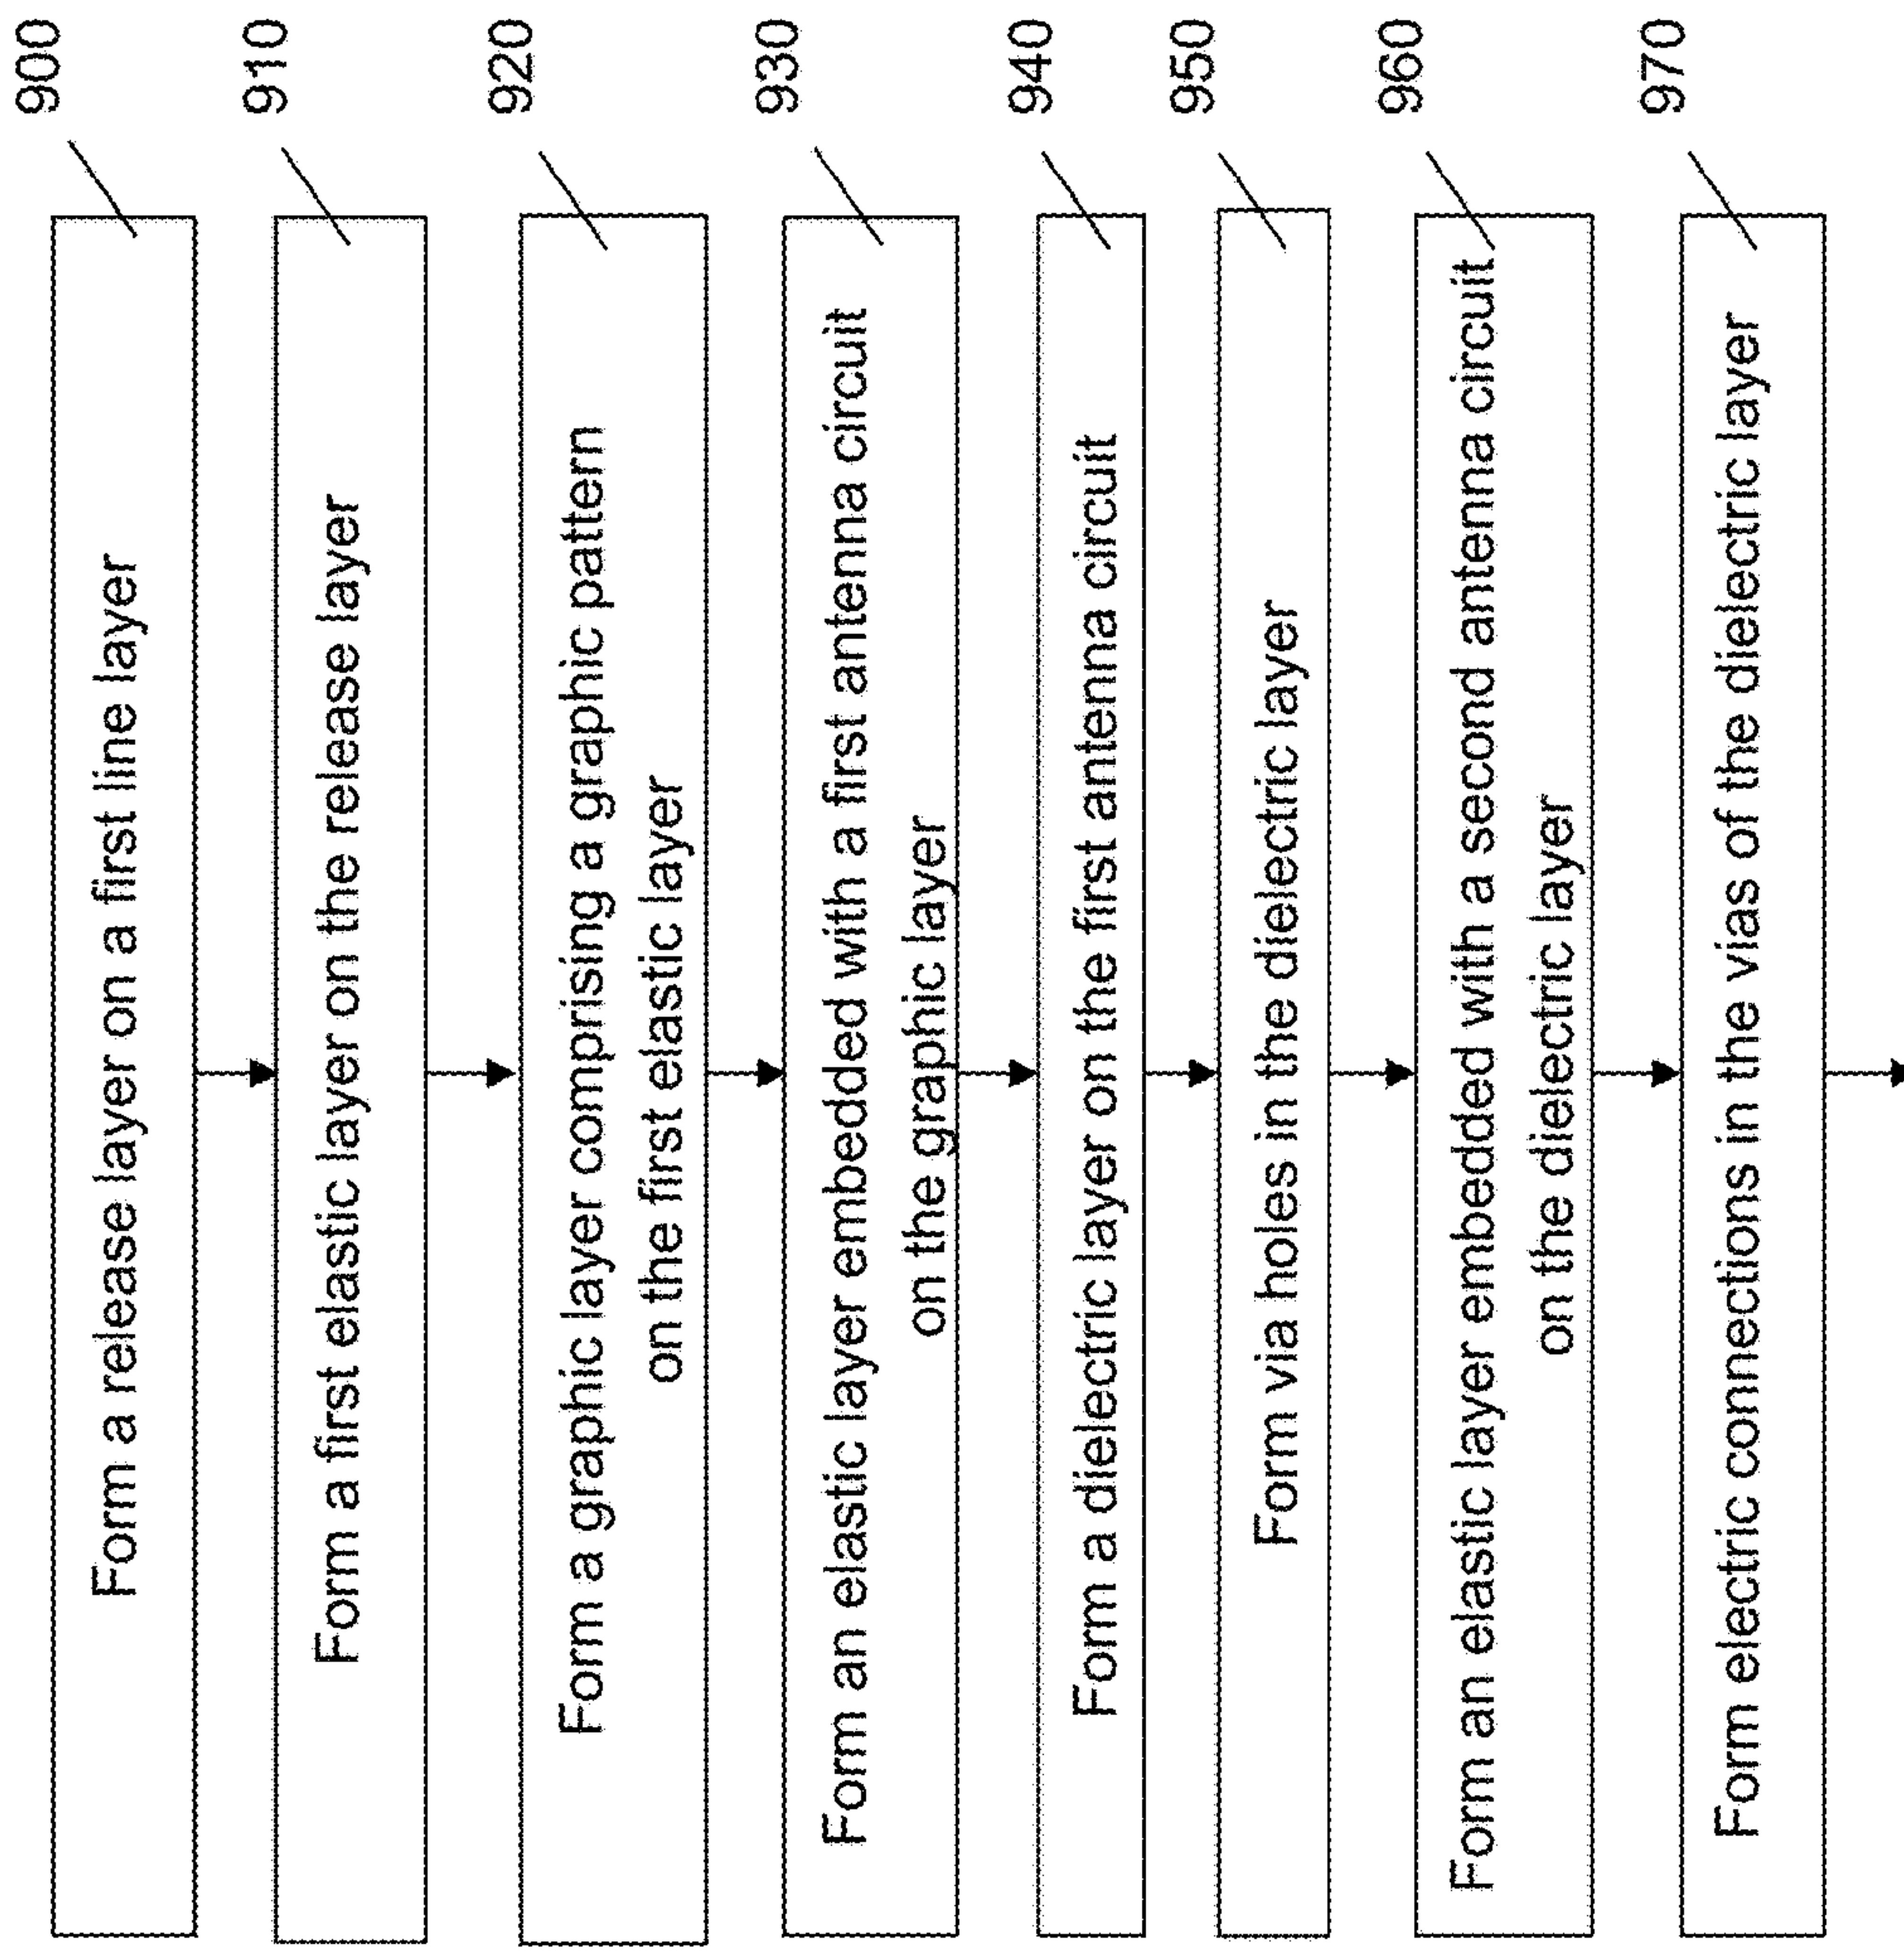 Form a release layer on a first line layer
900
Form a first elastic layer on the release layer
910
Form a graphic layer comprising a graphic pattern
on the first elastic layer
920
Form an elastic layer embedded with a first antenna circuit
on the graphic layer
930
Form a dielectric layer on the first antenna circuit
940
Form via holes in the dielectric layer
950
Form an elastic layer embedded with a second antenna circuit
on the dielectric layer
960
Form electric connections in the vias of the dielectric layer
970